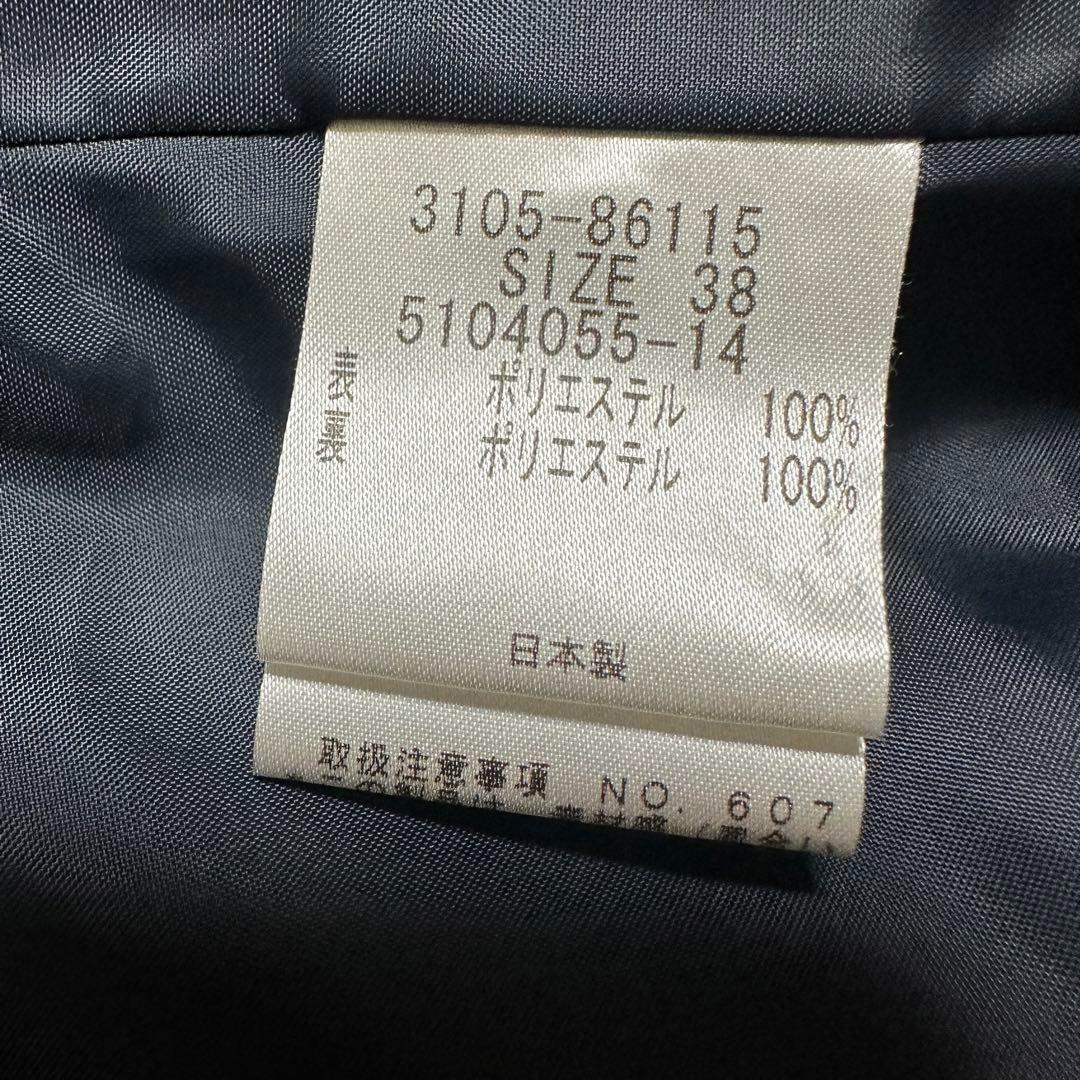 3105-86115
SIZE 38
5104055-14
表 ポリエステル 100%
裏 ポリエステル 100%
日本製
取扱注意事項 NO. 607